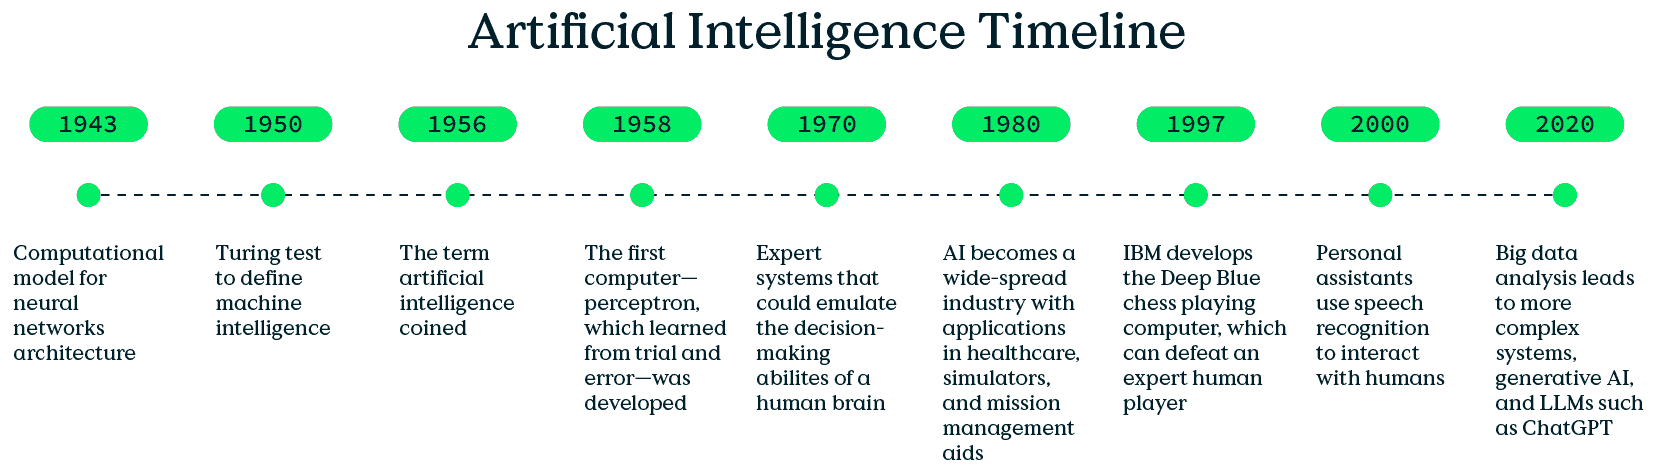 Artificial Intelligence Timeline
1943
1950
1956
1958
1970
1980
1997
2000
2020
Computational
model for
neural
networks
architecture
Turing test
to define
machine
intelligence
The term
artificial
intelligence
coined
The first
computer—
perceptron,
which learned
from trial and
error—was
developed
Expert
systems that
could emulate
the decision-
making
abilites of a
human brain
AI becomes a
wide-spread
industry with
applications
in healthcare,
simulators,
and mission
management
aids
IBM develops
the Deep Blue
chess playing
computer, which
can defeat an
expert human
player
Personal
assistants
use speech
recognition
to interact
with humans
Big data
analysis leads
to more
complex
systems,
generative AI,
and LLMs such
as ChatGPT